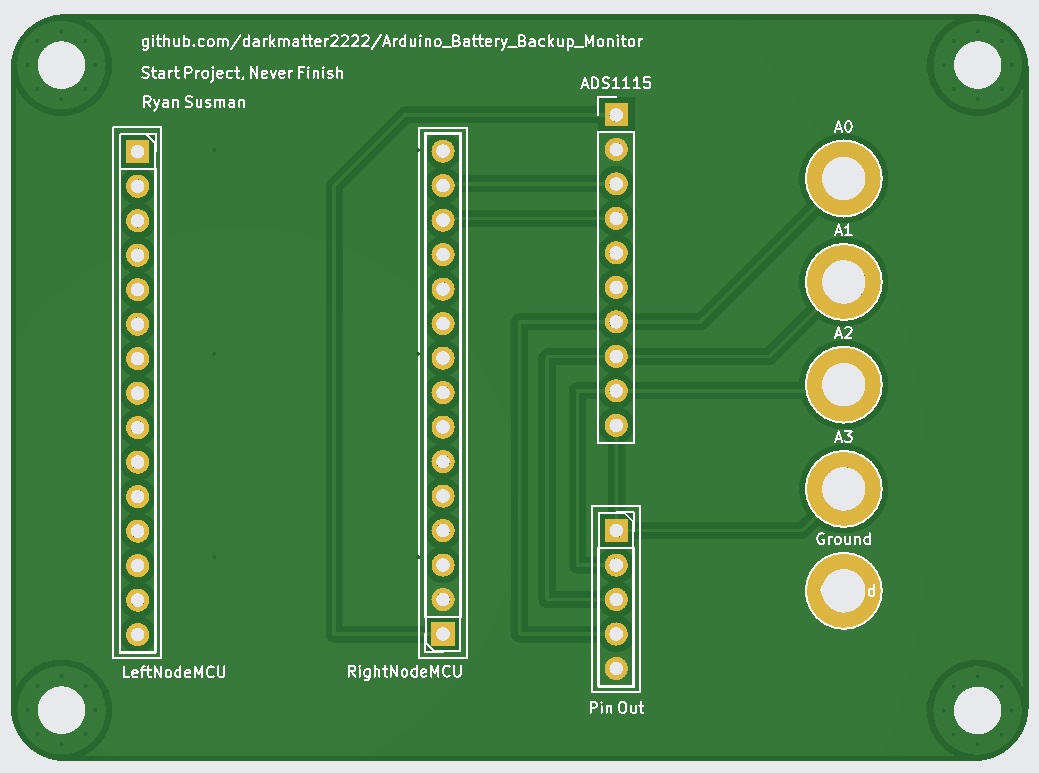 github.com/darkmatter2222/Arduino_Battery_Backup_Monitor
Start Project, Never Finish
Ryan Susman
ADS1115
A0
A1
A2
A3
Ground
d
LeftNodeMCU
RightNodeMCU
Pin Out